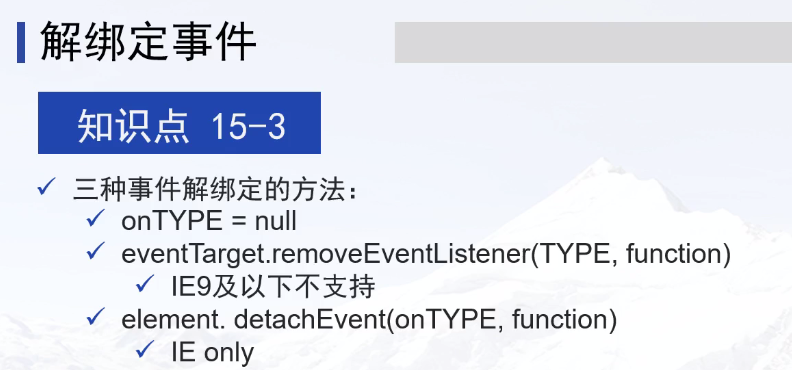 解绑定事件
知识点 15-3
三种事件解绑定的方法：
onTYPE = null
eventTarget.removeEventListener(TYPE, function)
IE9及以下不支持
element. detachEvent(onTYPE, function)
IE only